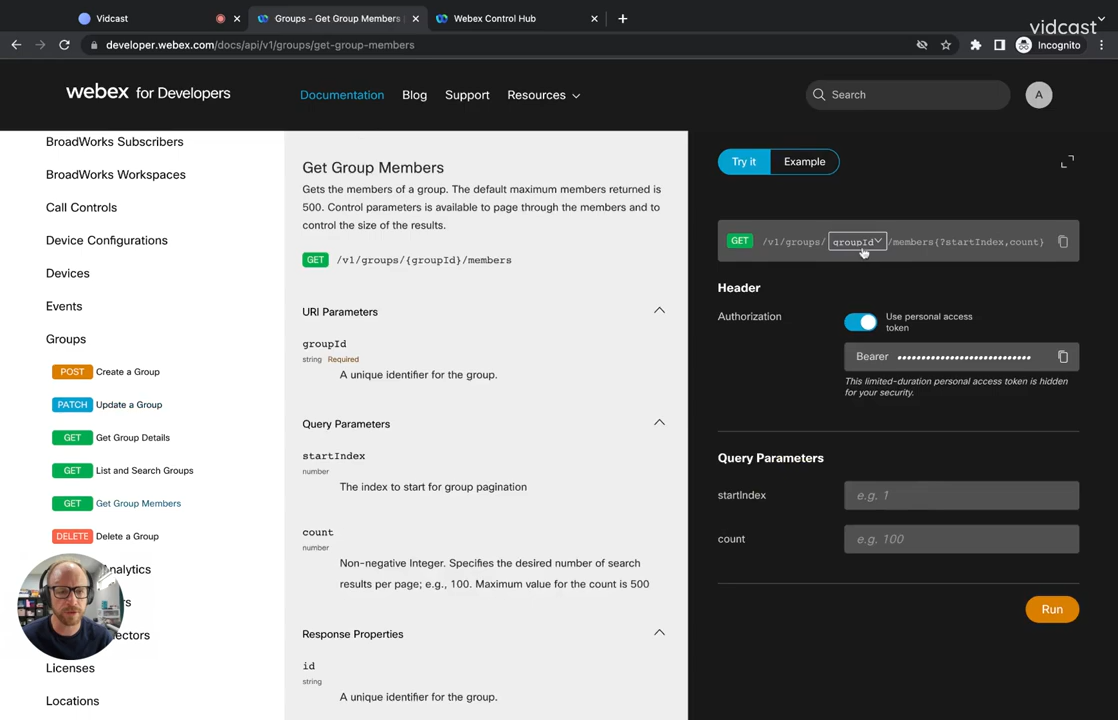 Vidcast
Groups - Get Group Members
Webex Control Hub
vidcast
developer.webex.com/docs/api/v1/groups/get-group-members
Incognito
webex for Developers
Documentation
Blog
Support
Resources
Search
A
BroadWorks Subscribers
BroadWorks Workspaces
Call Controls
Device Configurations
Devices
Events
Groups
POST Create a Group
PATCH Update a Group
GET Get Group Details
GET List and Search Groups
GET Get Group Members
DELETE Delete a Group
Licenses
Locations
Get Group Members
Gets the members of a group. The default maximum members returned is
500. Control parameters is available to page through the members and to
control the size of the results.
GET /v1/groups/{groupId}/members
URI Parameters
groupId
string Required
A unique identifier for the group.
Query Parameters
startIndex
number
The index to start for group pagination
count
number
Non-negative Integer. Specifies the desired number of search
results per page; e.g., 100. Maximum value for the count is 500
Response Properties
id
string
A unique identifier for the group.
Try it
Example
GET /v1/groups/ groupId /members{?startIndex,count}
Header
Authorization
Use personal access
token
Bearer ••••••••••••••••••••••••••••
This limited-duration personal access token is hidden
for your security.
Query Parameters
startIndex
e.g. 1
count
e.g. 100
Run